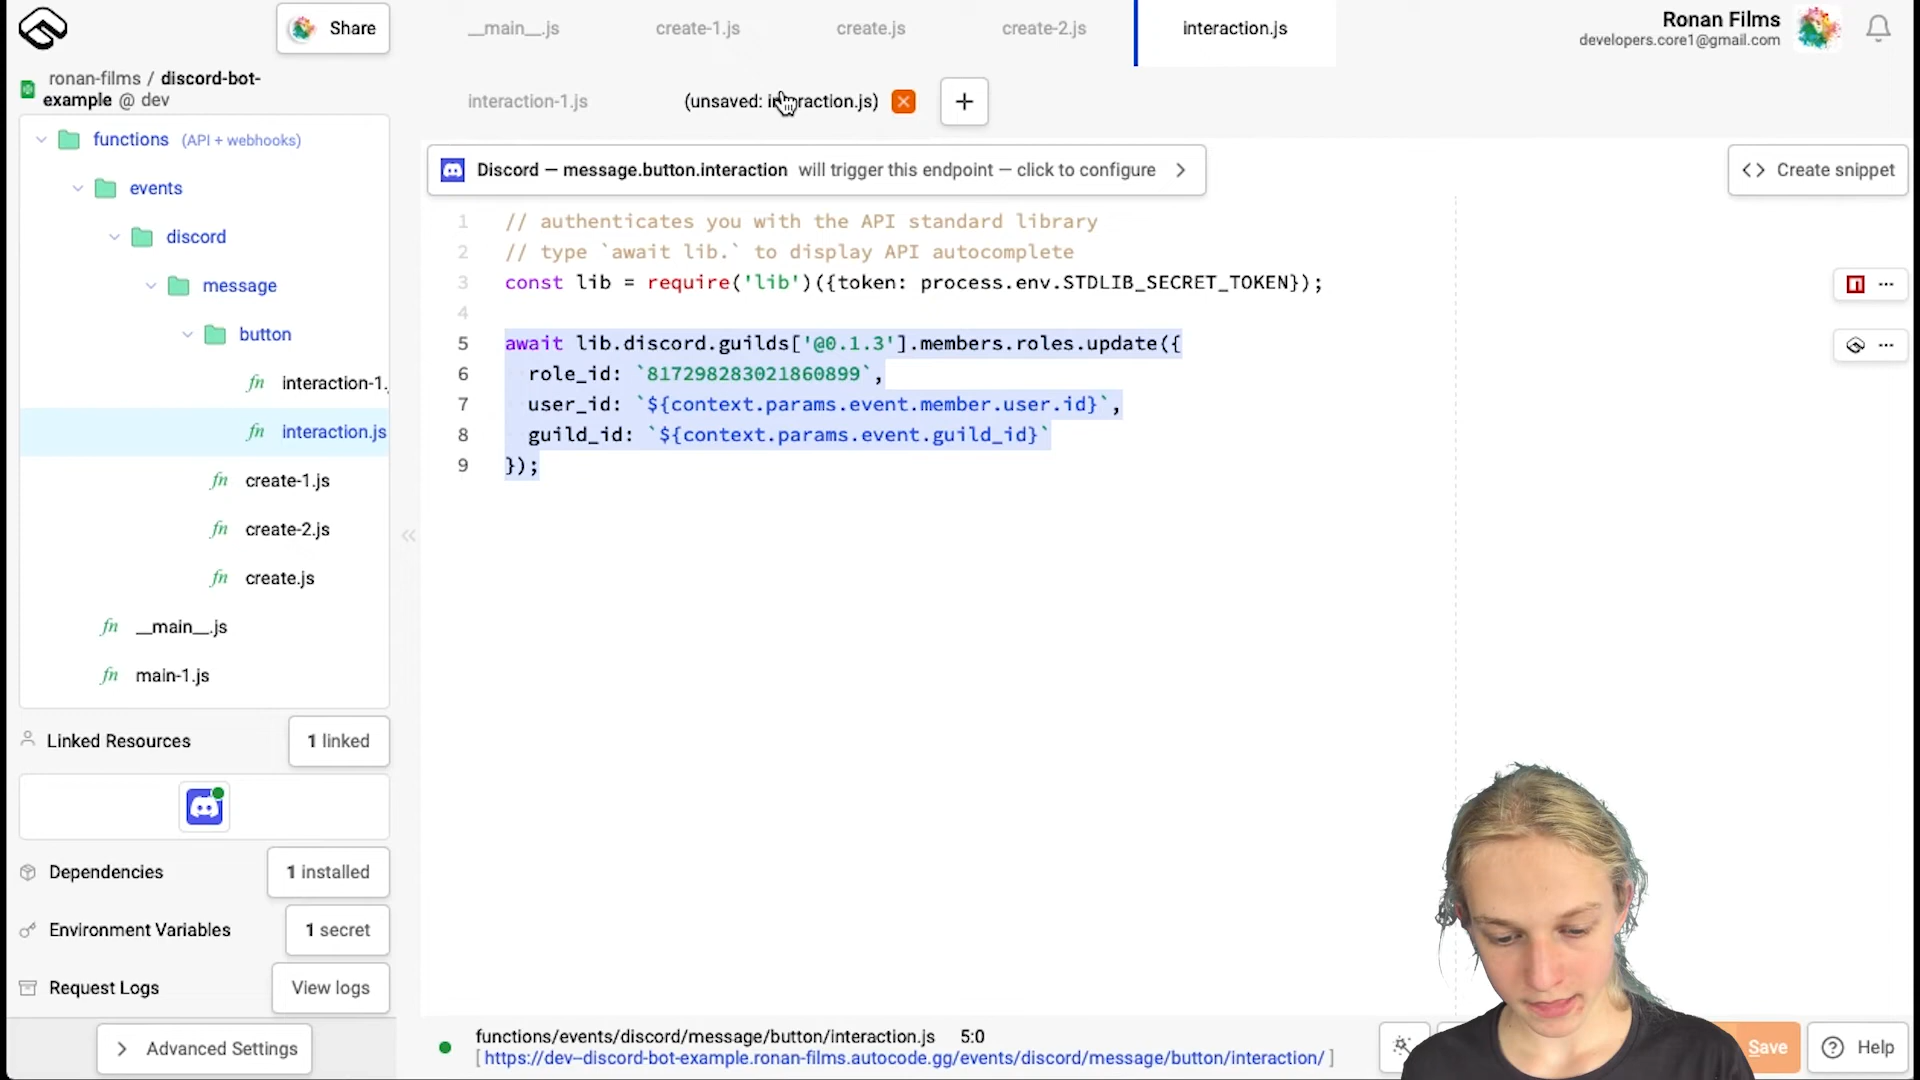 Share
__main__.js
create-1.js
create.js
create-2.js
interaction.js
Ronan Films
developers.core1@gmail.com
ronan-films / discord-bot-
example @ dev
interaction-1.js
(unsaved: interaction.js)
functions (API + webhooks)
events
discord
message
button
interaction-1.
interaction.js
create-1.js
create-2.js
create.js
__main__.js
main-1.js
Discord — message.button.interaction will trigger this endpoint — click to configure
Create snippet
1 // authenticates you with the API standard library
2 // type `await lib.` to display API autocomplete
3 const lib = require('lib')({token: process.env.STDLIB_SECRET_TOKEN});
4
5 await lib.discord.guilds['@0.1.3'].members.roles.update({
6 role_id: `817298283021860899`,
7 user_id: `${context.params.event.member.user.id}`,
8 guild_id: `${context.params.event.guild_id}`
9 });
Linked Resources
1 linked
Dependencies
1 installed
Environment Variables
1 secret
Request Logs
View logs
Advanced Settings
functions/events/discord/message/button/interaction.js 5:0
[ https://dev--discord-bot-example.ronan-films.autocode.gg/events/discord/message/button/interaction/ ]
Save
Help